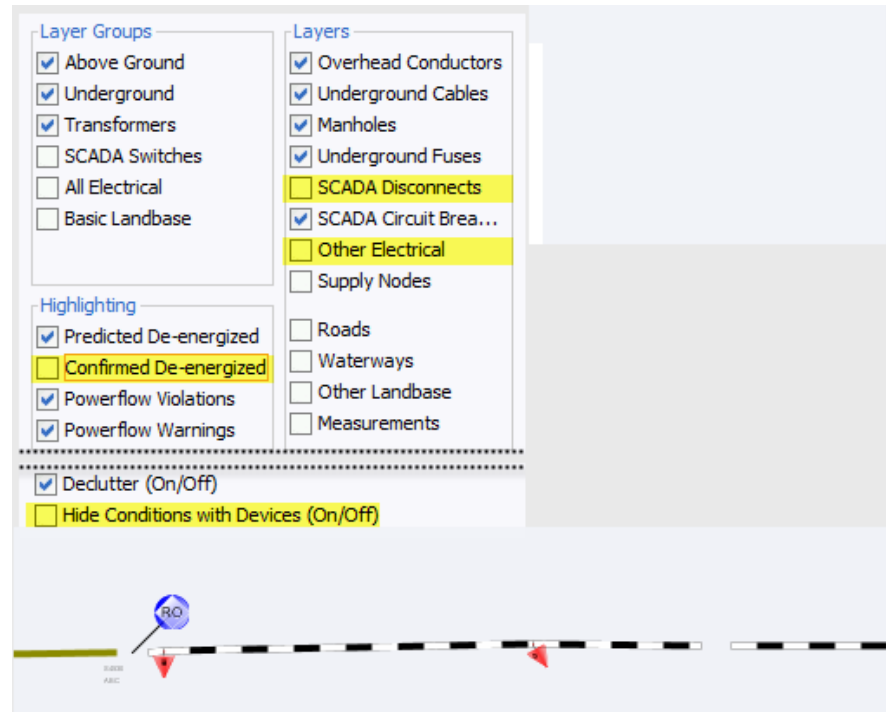 Layer Groups
Above Ground
Underground
Transformers
SCADA Switches
All Electrical
Basic Landbase
Layers
Overhead Conductors
Underground Cables
Manholes
Underground Fuses
SCADA Disconnects
SCADA Circuit Brea...
Other Electrical
Supply Nodes
Roads
Waterways
Other Landbase
Measurements
Highlighting
Predicted De-energized
Confirmed De-energized
Powerflow Violations
Powerflow Warnings
Declutter (On/Off)
Hide Conditions with Devices (On/Off)
RO
ABC